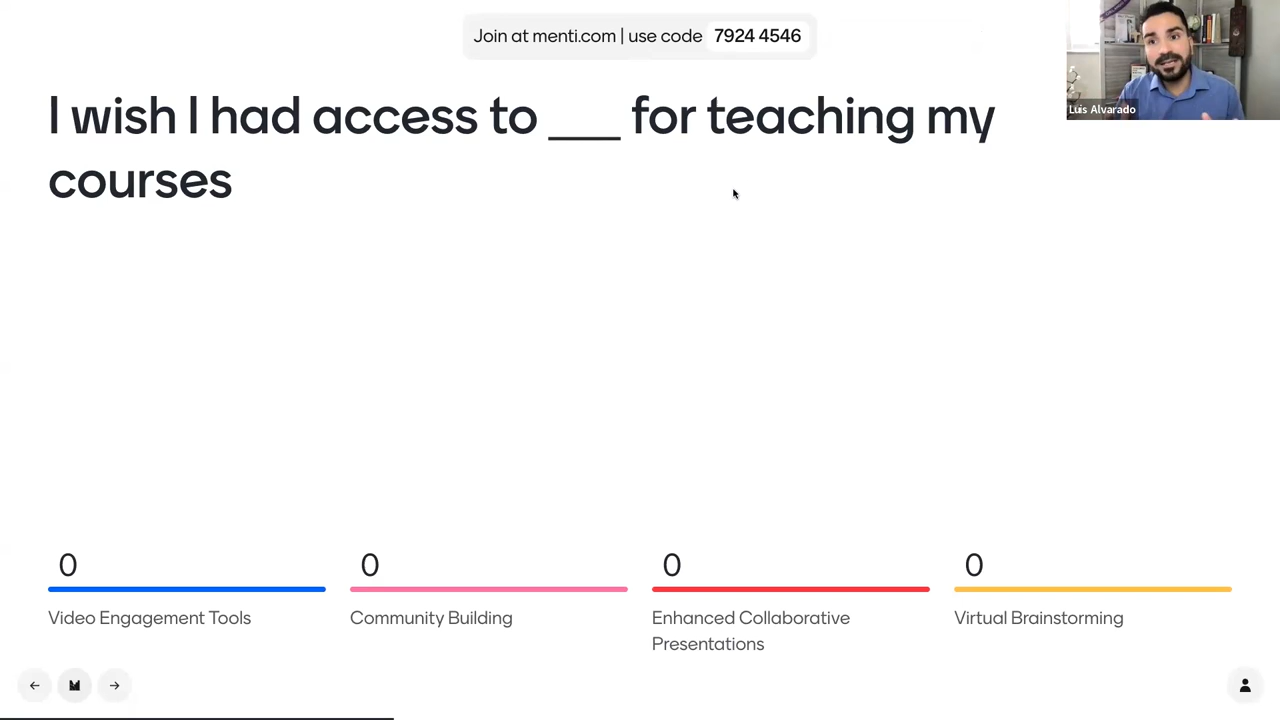 Join at menti.com | use code 7924 4546
I wish I had access to ___ for teaching my
courses
Luis Alvarado
0
0
0
0
Video Engagement Tools
Community Building
Enhanced Collaborative
Presentations
Virtual Brainstorming